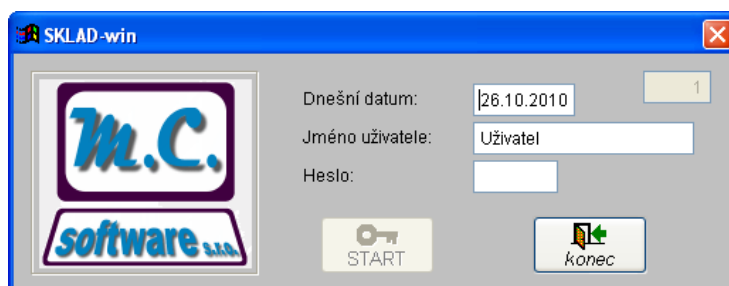 SKLAD-win
Dnešní datum:
26.10.2010
1
Jméno uživatele:
Uživatel
Heslo:
M.C.
software s.r.o.
START
konec